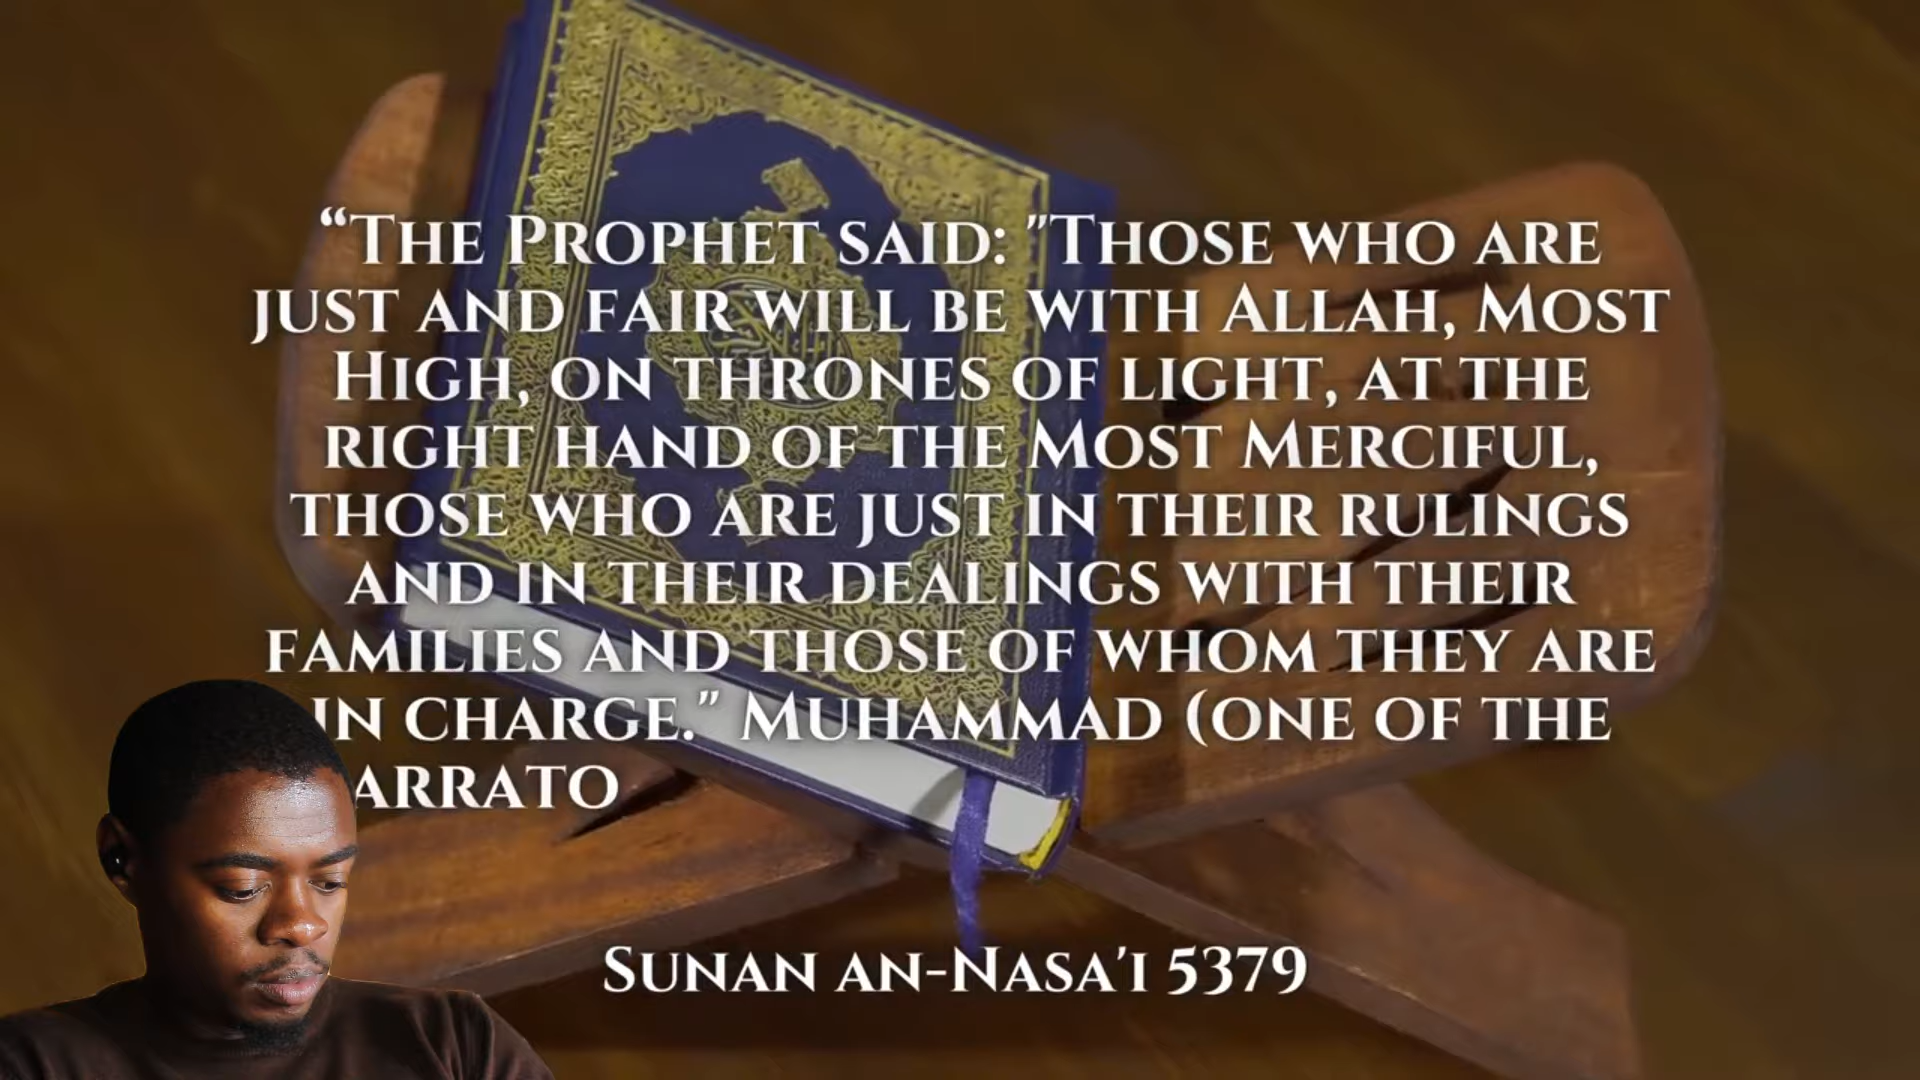 “The Prophet said: "Those who are
just and fair will be with Allah, Most
High, on thrones of light, at the
right hand of the Most Merciful,
those who are just in their rulings
and in their dealings with their
families and those of whom they are
in charge." Muhammad (one of the
arrato
Sunan an-Nasa'i 5379